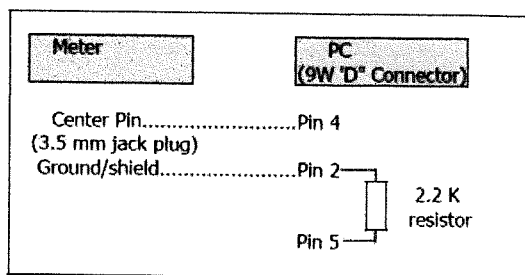 Meter
PC
(9W "D" Connector)
Center Pin..........................Pin 4
(3.5 mm jack plug)
Ground/shield.......................Pin 2
2.2 K
resistor
Pin 5